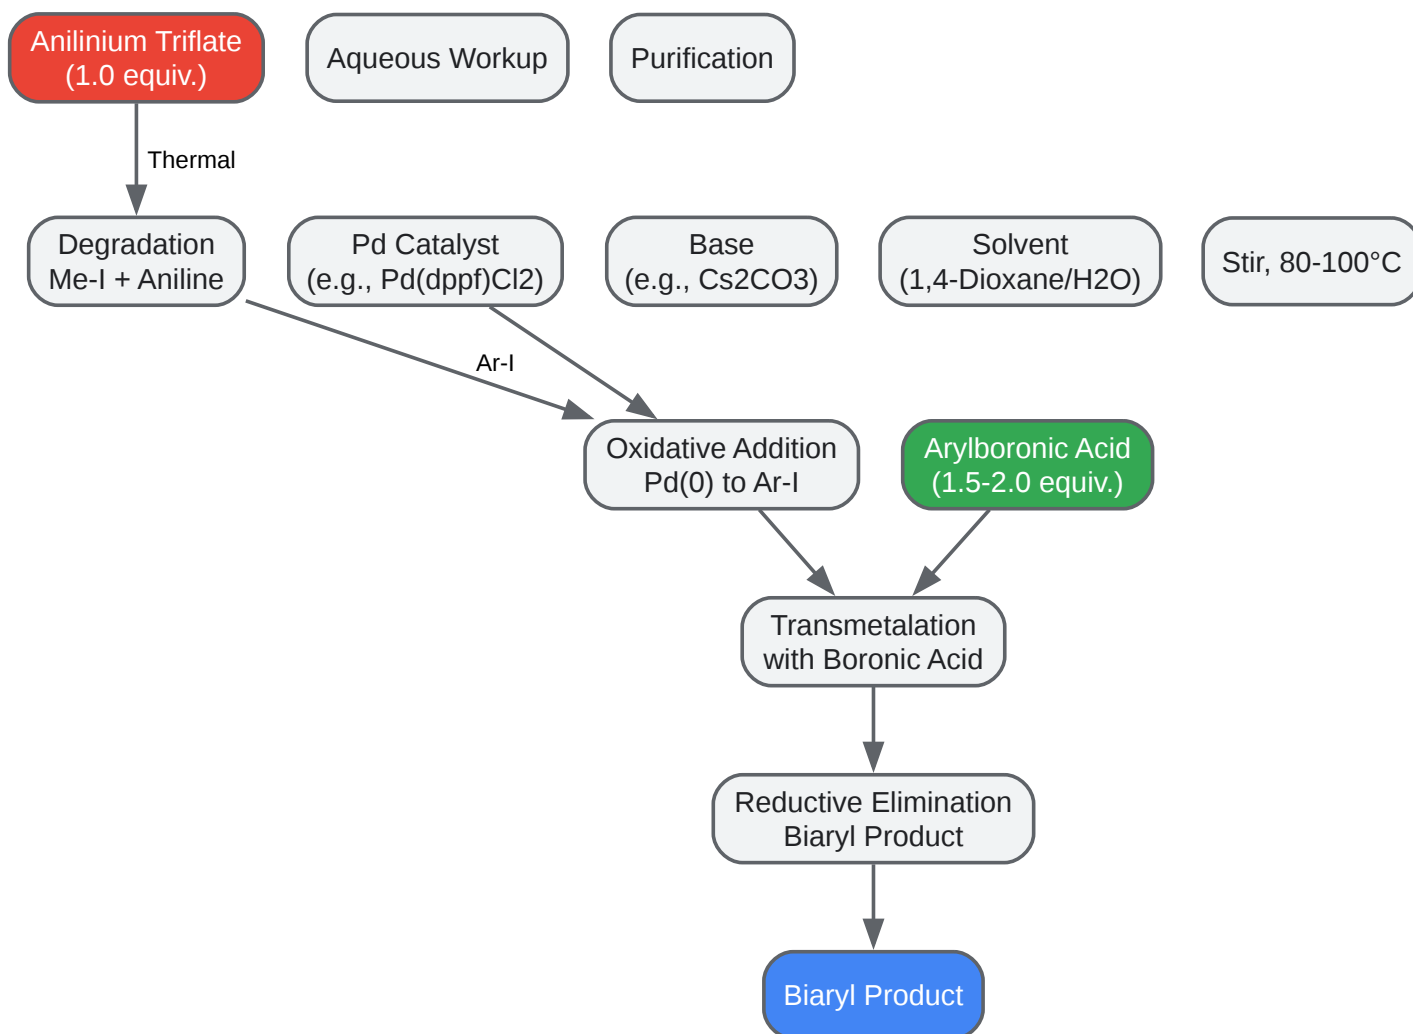 Anilinium Triflate
(1.0 equiv.)
Aqueous Workup
Purification
Thermal
Degradation
Me-I + Aniline
Pd Catalyst
(e.g., Pd(dppf)Cl2)
Base
(e.g., Cs2CO3)
Solvent
(1,4-Dioxane/H2O)
Stir, 80-100°C
Ar-I
Oxidative Addition
Pd(0) to Ar-I
Arylboronic Acid
(1.5-2.0 equiv.)
Transmetalation
with Boronic Acid
Reductive Elimination
Biaryl Product
Biaryl Product